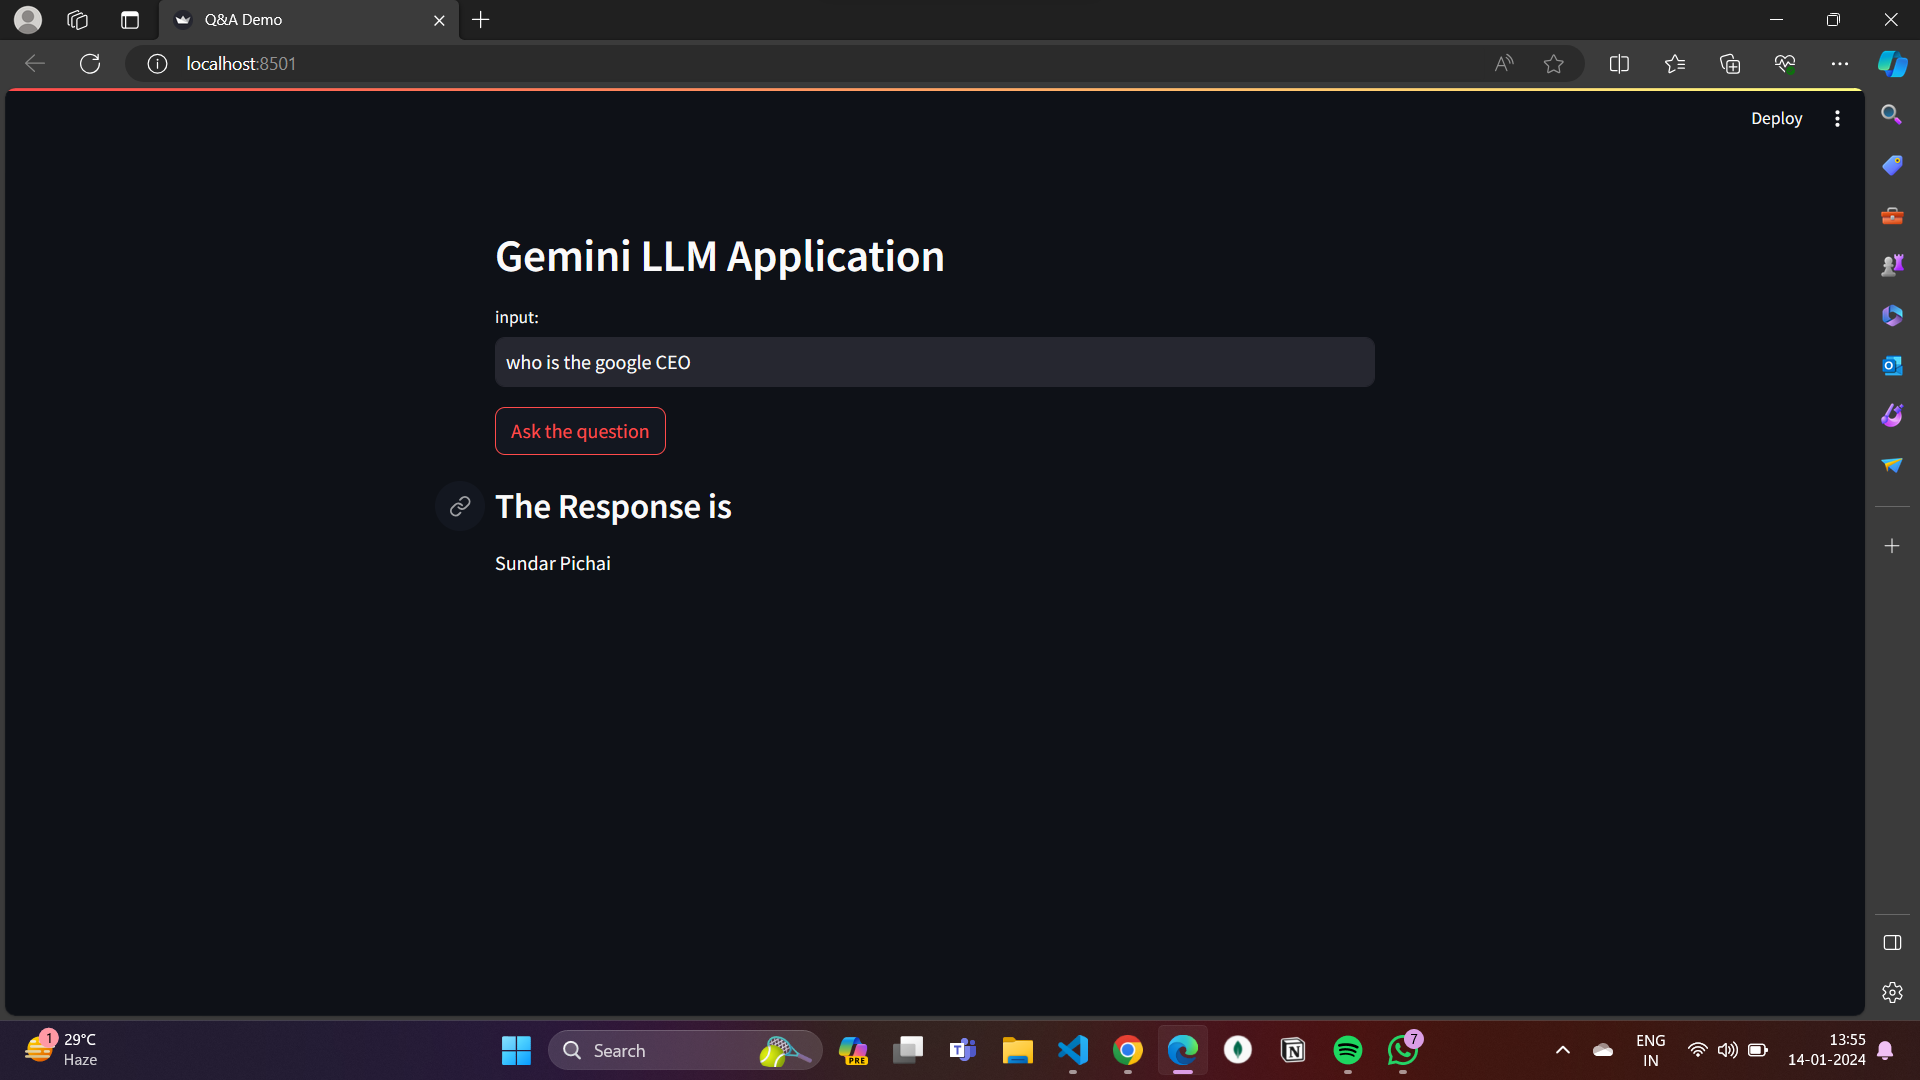 Q&A Demo
localhost:8501
Deploy
Gemini LLM Application
input:
who is the google CEO
Ask the question
The Response is
Sundar Pichai
1
29°C
Haze
Search
PRE
7
ENG
IN
13:55
14-01-2024